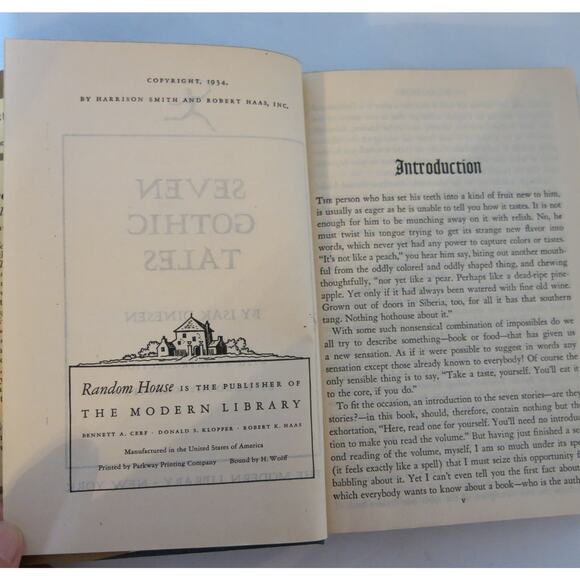 COPYRIGHT, 1934,
BY HARRISON SMITH AND ROBERT HAAS, INC.
SEVEN
GOTHIC
TALES
BY ISAK DINESEN
Random House IS THE PUBLISHER OF
THE MODERN LIBRARY
BENNETT A. CERF · DONALD S. KLOPFER · ROBERT K. HAAS
Manufactured in the United States of America
Printed by Parkway Printing Company Bound by H. Wolff
THE MODERN LIBRARY · NEW YORK
Introduction
THE person who has set his teeth into a kind of fruit new to him,
is usually as eager as he is unable to tell you how it tastes. It is not
enough for him to be munching away on it with relish. No, he
must twist his tongue trying to get its strange new flavor into
words, which never yet had any power to capture colors or tastes.
"It's not like a peach," you hear him say, biting out another mouth-
ful from the oddly colored and oddly shaped thing, and chewing
thoughtfully, "nor yet like a pear. Perhaps like a dead-ripe pine-
apple. Yet only if it had always been watered with fine old wine.
Grown out of doors in Siberia, too, for all it has that southern
tang. Nothing hothouse about it."
With some such nonsensical combination of impossibles do we
all try to describe something—book or food—that has given us
a new sensation. As if it were possible to suggest in words any
sensation except those already known to everybody! Of course the
only sensible thing is to say, "Take a taste, yourself. You'll eat it
to the core, if you do."
To fit the occasion, an introduction to the seven stories—are they
stories?—in this book, should, therefore, contain nothing but the
exhortation, "Here, read one for yourself. You'll need no introduc-
tion to make you read the volume." But having just finished a sec-
ond reading of the volume, myself, I am so much under its spell
(it feels exactly like a spell) that I must seize this opportunity f
babbling about it. Yet I can't even tell you the first fact about
which everybody wants to know about a book—who is the auth
v